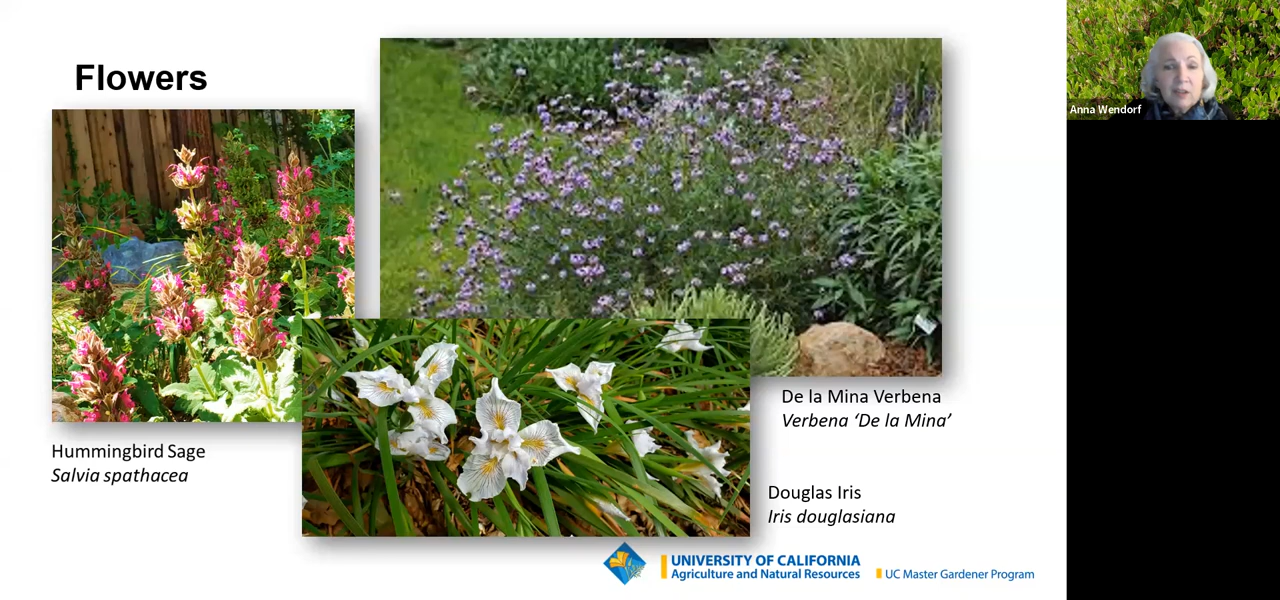 Flowers
Anna Wendorf
De la Mina Verbena
Verbena ‘De la Mina’
Hummingbird Sage
Salvia spathacea
Douglas Iris
Iris douglasiana
UNIVERSITY OF CALIFORNIA
Agriculture and Natural Resources
UC Master Gardener Program